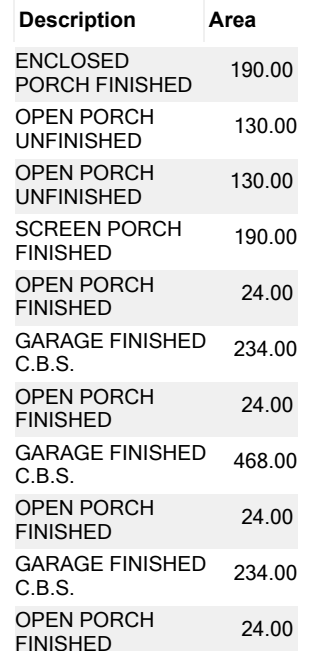 Description Area
ENCLOSED
PORCH FINISHED 190.00
OPEN PORCH
UNFINISHED 130.00
OPEN PORCH
UNFINISHED 130.00
SCREEN PORCH
FINISHED 190.00
OPEN PORCH
FINISHED 24.00
GARAGE FINISHED
C.B.S. 234.00
OPEN PORCH
FINISHED 24.00
GARAGE FINISHED
C.B.S. 468.00
OPEN PORCH
FINISHED 24.00
GARAGE FINISHED
C.B.S. 234.00
OPEN PORCH
FINISHED 24.00